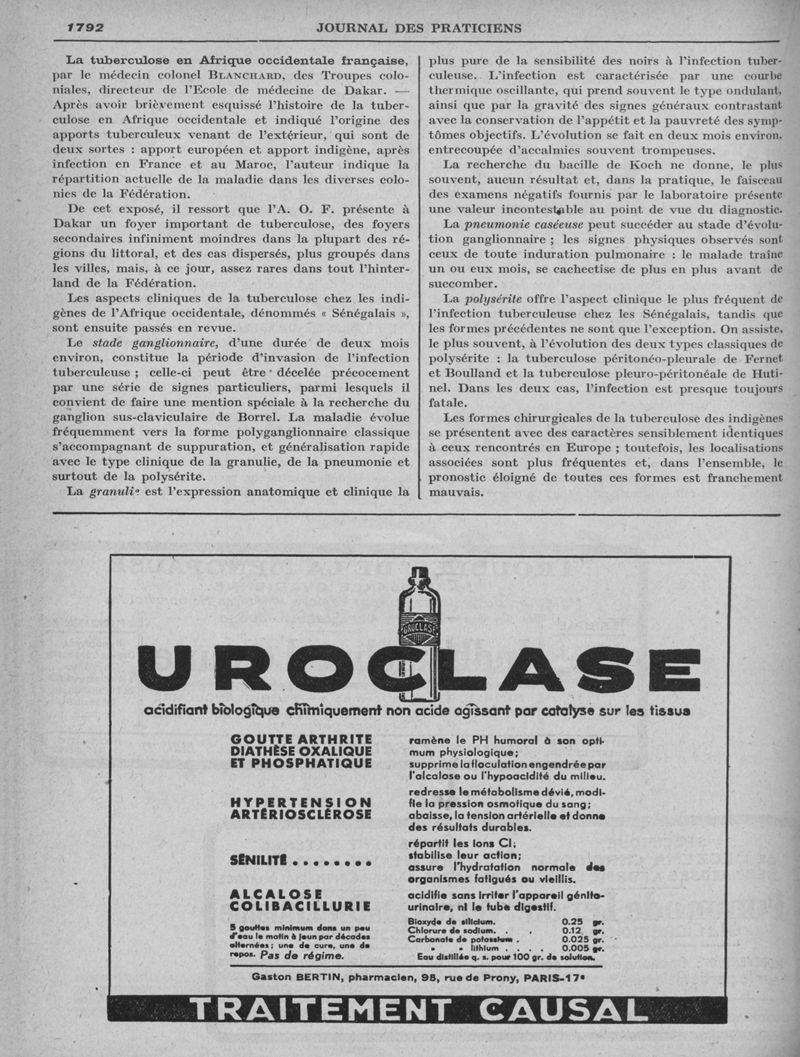 1792
JOURNAL DES PRATICIENS
La tuberculose en Afrique occidentale française,
par le médecin colonel BLANCHARD, des Troupes colo-
niales, directeur de l'Ecole de médecine de Dakar. —
Après avoir brièvement esquissé l'histoire de la tuber-
culose en Afrique occidentale et indiqué l'origine des
apports tuberculeux venant de l'extérieur, qui sont de
deux sortes : apport européen et apport indigène, après
infection en France et au Maroc, l'auteur indique la
répartition actuelle de la maladie dans les diverses colo-
nies de la Fédération.
De cet exposé, il ressort que l'A. O. F. présente à
Dakar un foyer important de tuberculose, des foyers
secondaires infiniment moindres dans la plupart des ré-
gions du littoral, et des cas dispersés, plus groupés dans
les villes, mais, à ce jour, assez rares dans tout l'hinter-
land de la Fédération.
Les aspects cliniques de la tuberculose chez les indi-
gènes de l'Afrique occidentale, dénommés « Sénégalais »,
sont ensuite passés en revue.
Le stade ganglionnaire, d'une durée de deux mois
environ, constitue la période d'invasion de l'infection
tuberculeuse ; celle-ci peut être décelée précocement
par une série de signes particuliers, parmi lesquels il
convient de faire une mention spéciale à la recherche du
ganglion sus-claviculaire de Borrel. La maladie évolue
fréquemment vers la forme polyganglionnaire classique
s'accompagnant de suppuration, et généralisation rapide
avec le type clinique de la granulie, de la pneumonie et
surtout de la polysérite.
La granulie est l'expression anatomique et clinique la
plus pure de la sensibilité des noirs à l'infection tuber-
culeuse. L'infection est caractérisée par une courbe
thermique oscillante, qui prend souvent le type ondulant,
ainsi que par la gravité des signes généraux contrastant
avec la conservation de l'appétit et la pauvreté des symp-
tômes objectifs. L'évolution se fait en deux mois environ,
entrecoupée d'accalmies souvent trompeuses.
La recherche du bacille de Koch ne donne, le plus
souvent, aucun résultat et, dans la pratique, le faisceau
des examens négatifs fournis par le laboratoire présente
une valeur incontestable au point de vue du diagnostic.
La pneumonie caséeuse peut succéder au stade d'évolu-
tion ganglionnaire ; les signes physiques observés sont
ceux de toute induration pulmonaire : le malade traîne
un ou eux mois, se cachectise de plus en plus avant de
succomber.
La polysérite offre l'aspect clinique le plus fréquent de
l'infection tuberculeuse chez les Sénégalais, tandis que
les formes précédentes ne sont que l'exception. On assiste,
le plus souvent, à l'évolution des deux types classiques de
polysérite : la tuberculose péritonéo-pleurale de Fernet
et Boulland et la tuberculose pleuro-péritonéale de Huti-
nel. Dans les deux cas, l'infection est presque toujours
fatale.
Les formes chirurgicales de la tuberculose des indigènes
se présentent avec des caractères sensiblement identiques
à ceux rencontrés en Europe ; toutefois, les localisations
associées sont plus fréquentes et, dans l'ensemble, le
pronostic éloigné de toutes ces formes est franchement
mauvais.
UROCLASE
UROCLASE
acidifiant biologique chimiquement non acide agissant par catalyse sur les tissus
GOUTTE ARTHRITE
DIATHÈSE OXALIQUE
ET PHOSPHATIQUE
ramène le PH humoral à son opti-
mum physiologique;
supprime la floculation engendrée par
l'alcalose ou l'hypoacidité du milieu.
HYPERTENSION
ARTÉRIOSCLÉROSE
redresse le métabolisme dévié, modi-
fie la pression osmotique du sang;
abaisse, la tension artérielle et donne
des résultats durables.
SÉNILITÉ ........
répartit les ions Cl;
stabilise leur action;
assure l'hydratation normale des
organismes fatigués ou vieillis.
ALCALOSE
COLIBACILLURIE
acidifie sans irriter l'appareil génito-
urinaire, ni le tube digestif.
5 gouttes minimum dans un peu
d'eau le matin à jeun par décades
alternées; une de cure, une de
repos. Pas de régime.
Bioxyde de silicium. 0.25 gr.
Chlorure de sodium. . . 0.12 gr.
Carbonate de potassium . 0.025 gr.
" " lithium . . . . 0.005 gr.
Eau distillée q. s. pour 100 gr. de solution.
Gaston BERTIN, pharmacien, 95, rue de Prony, PARIS-17e
TRAITEMENT CAUSAL